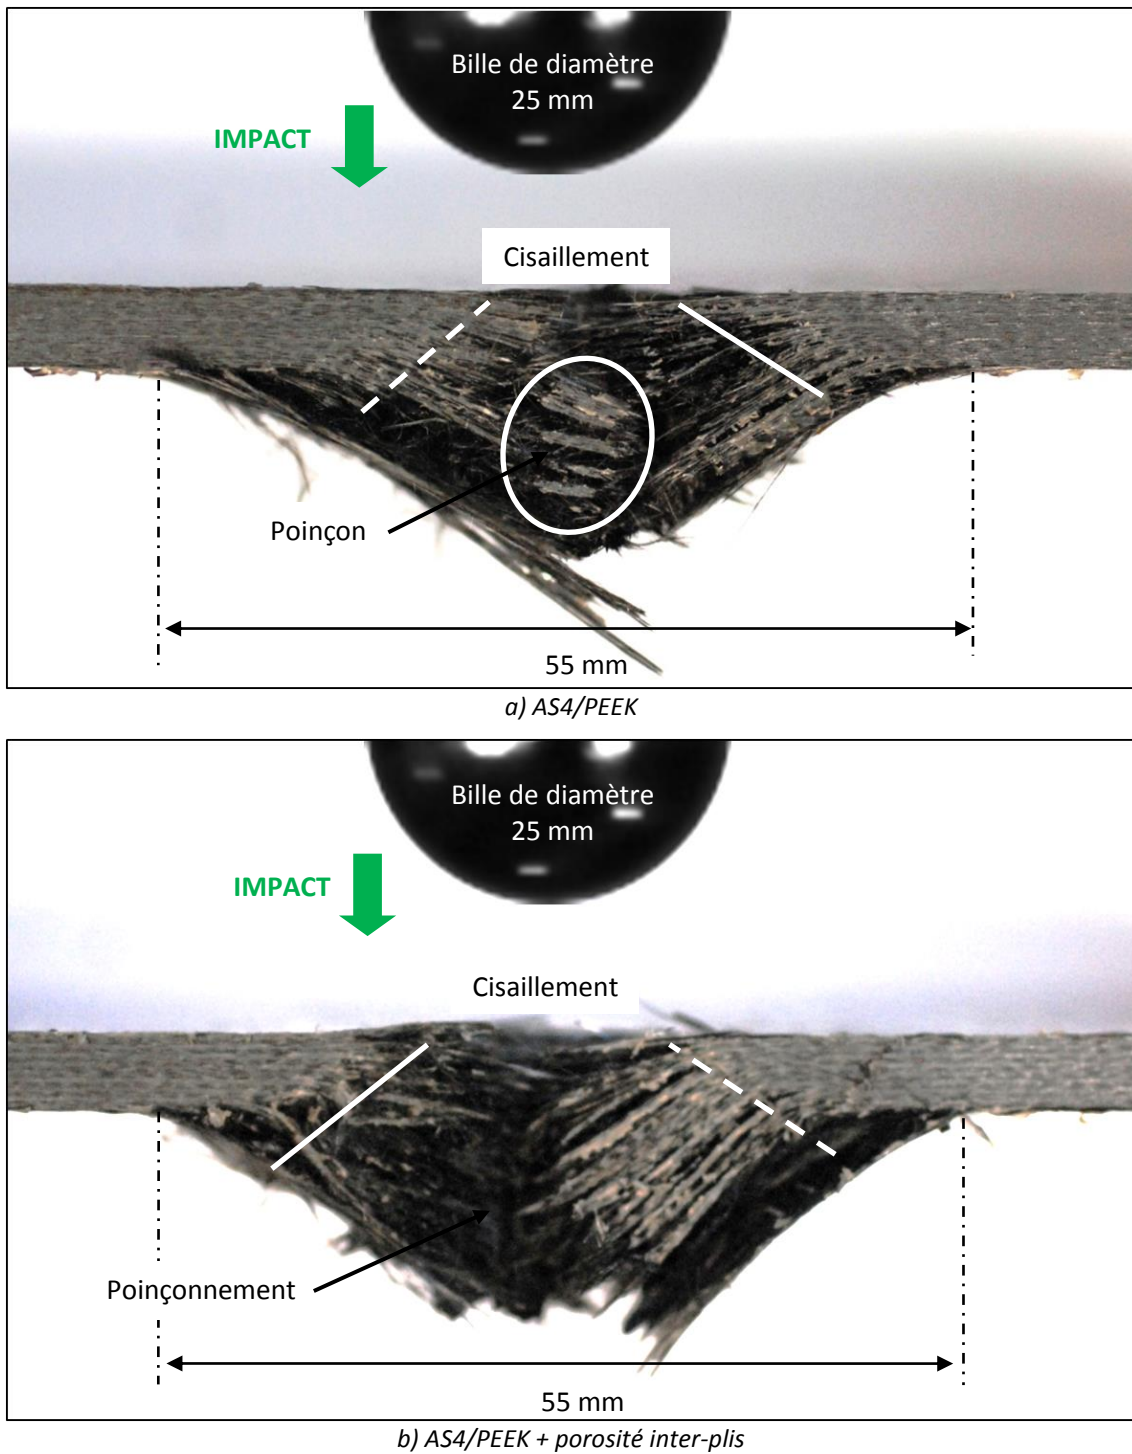 Bille de diamètre
25 mm
IMPACT
Cisaillement
Poinçon
55 mm
a) AS4/PEEK
Bille de diamètre
25 mm
IMPACT
Cisaillement
Poinçonnement
55 mm
b) AS4/PEEK + porosité inter-plis